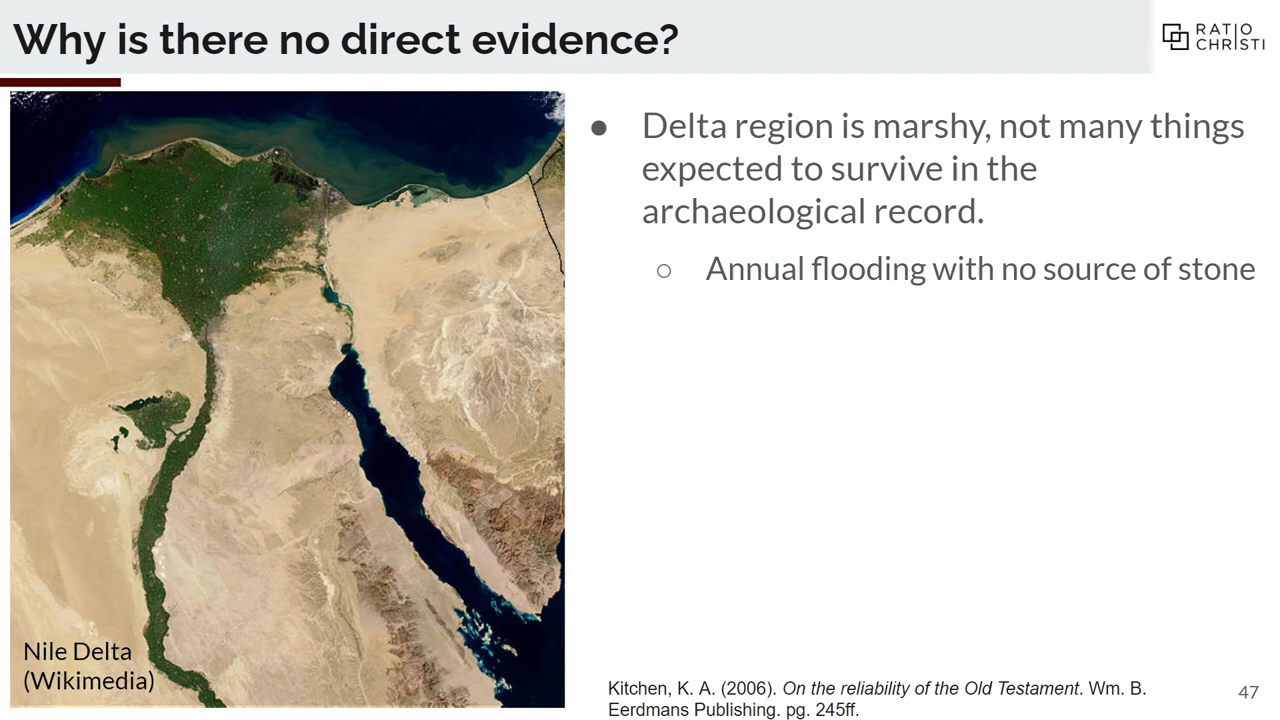 Why is there no direct evidence?
RATIO
CHRISTI
● Delta region is marshy, not many things
expected to survive in the
archaeological record.
○ Annual flooding with no source of stone
Nile Delta
(Wikimedia)
Kitchen, K. A. (2006). On the reliability of the Old Testament. Wm. B.
Eerdmans Publishing. pg. 245ff.
47